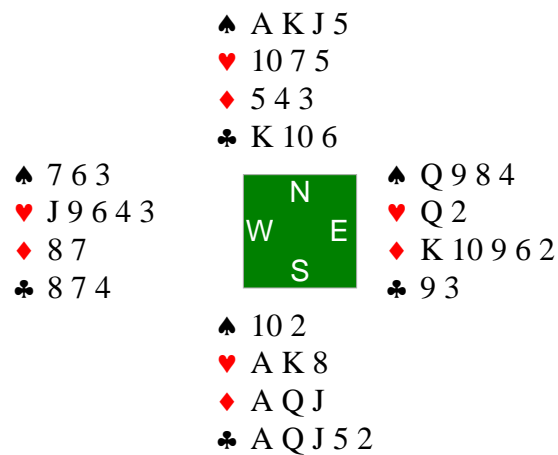 ♠ A K J 5
♥ 10 7 5
♦ 5 4 3
♣ K 10 6
♠ 7 6 3
♥ J 9 6 4 3
♦ 8 7
♣ 8 7 4
N
W E
S
♠ Q 9 8 4
♥ Q 2
♦ K 10 9 6 2
♣ 9 3
♠ 10 2
♥ A K 8
♦ A Q J
♣ A Q J 5 2